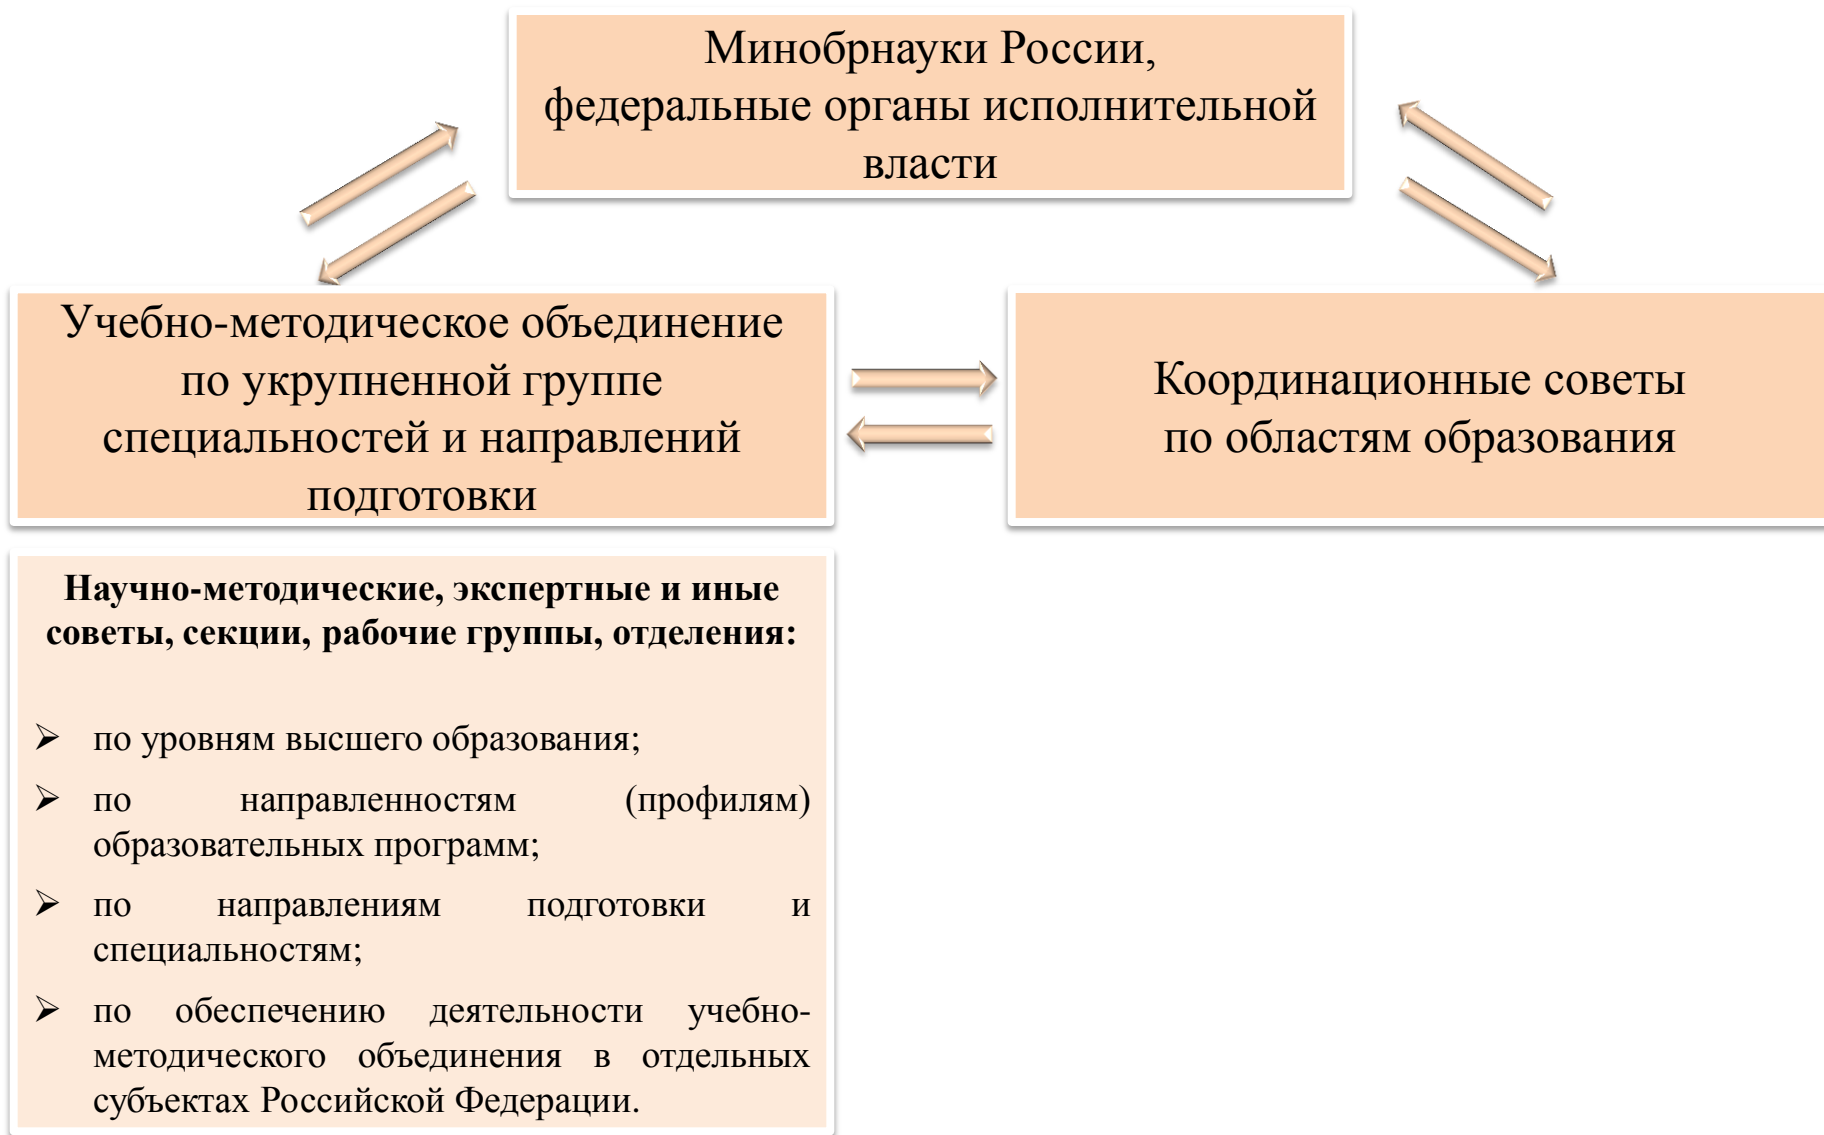 Минобрнауки России,
федеральные органы исполнительной
власти
Учебно-методическое объединение
по укрупненной группе
специальностей и направлений
подготовки
Координационные советы
по областям образования
Научно-методические, экспертные и иные
советы, секции, рабочие группы, отделения:
по уровням высшего образования;
по направленностям (профилям)
образовательных программ;
по направлениям подготовки и
специальностям;
по обеспечению деятельности учебно-
методического объединения в отдельных
субъектах Российской Федерации.